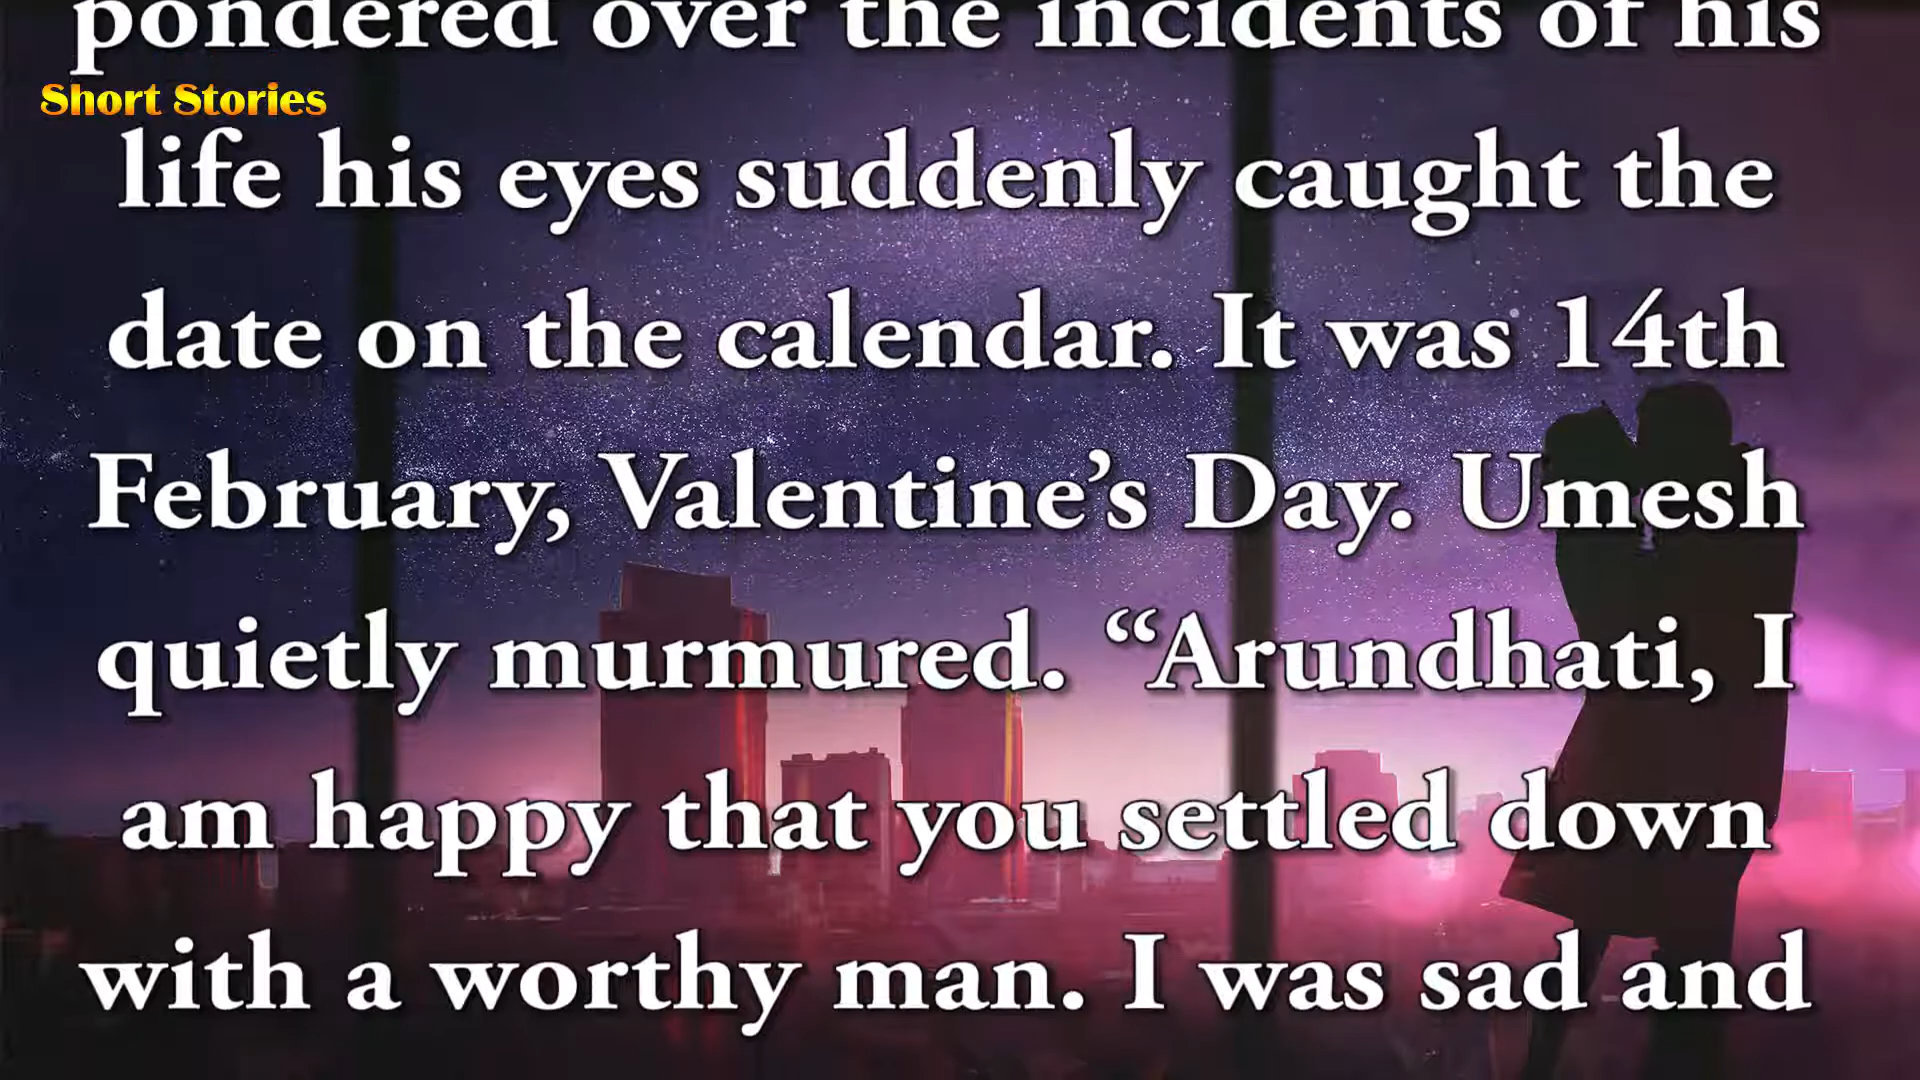 pondered over the incidents of his
Short Stories
life his eyes suddenly caught the
date on the calendar. It was 14th
February, Valentine’s Day. Umesh
quietly murmured. “Arundhati, I
am happy that you settled down
with a worthy man. I was sad and